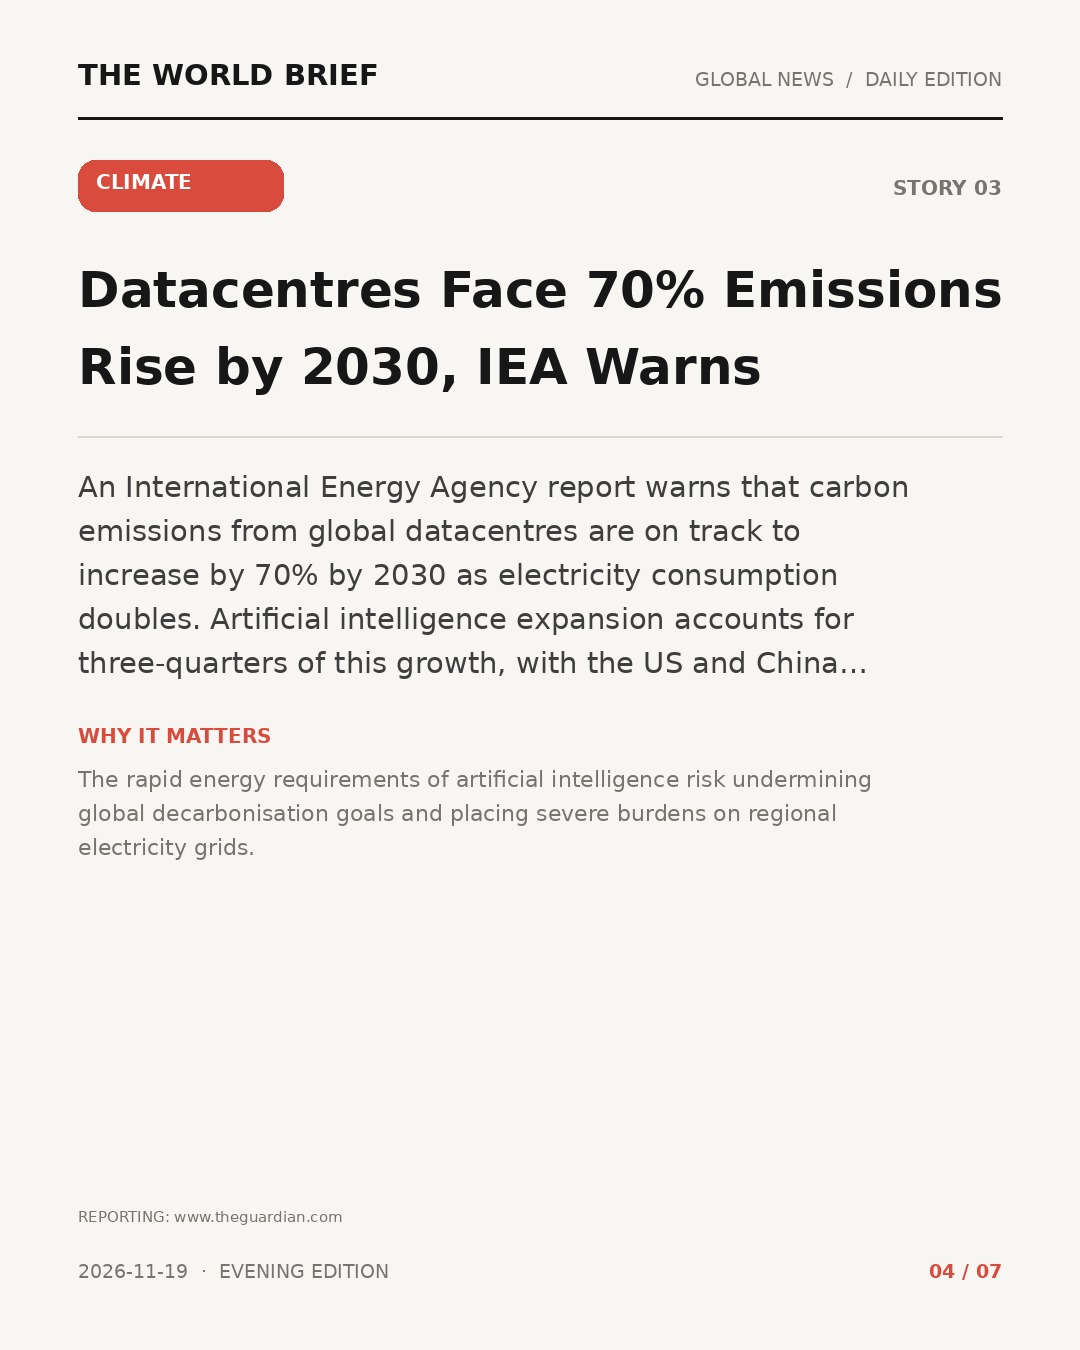 THE WORLD BRIEF
GLOBAL NEWS / DAILY EDITION
CLIMATE
STORY 03
Datacentres Face 70% Emissions
Rise by 2030, IEA Warns
An International Energy Agency report warns that carbon
emissions from global datacentres are on track to
increase by 70% by 2030 as electricity consumption
doubles. Artificial intelligence expansion accounts for
three-quarters of this growth, with the US and China...
WHY IT MATTERS
The rapid energy requirements of artificial intelligence risk undermining
global decarbonisation goals and placing severe burdens on regional
electricity grids.
REPORTING: www.theguardian.com
2026-11-19 · EVENING EDITION
04 / 07